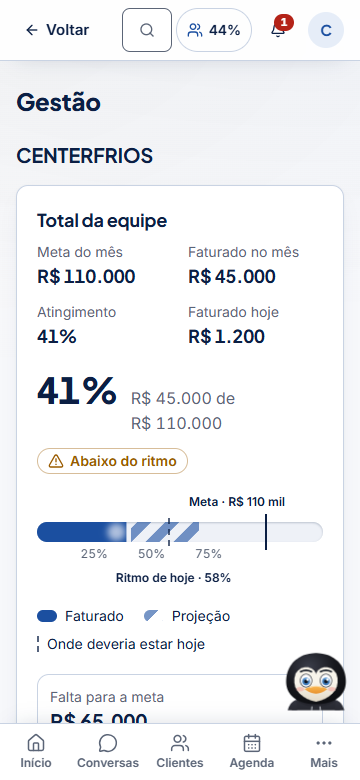 Voltar
44%
1
C
Gestão
CENTERFRIOS
Total da equipe
Meta do mês
Faturado no mês
R$ 110.000
R$ 45.000
Atingimento
Faturado hoje
41%
R$ 1.200
41%
R$ 45.000 de
R$ 110.000
Abaixo do ritmo
Meta · R$ 110 mil
25%
50%
75%
Ritmo de hoje · 58%
Faturado
Projeção
Onde deveria estar hoje
Falta para a meta
R$ 65.000
Início
Conversas
Clientes
Agenda
Mais